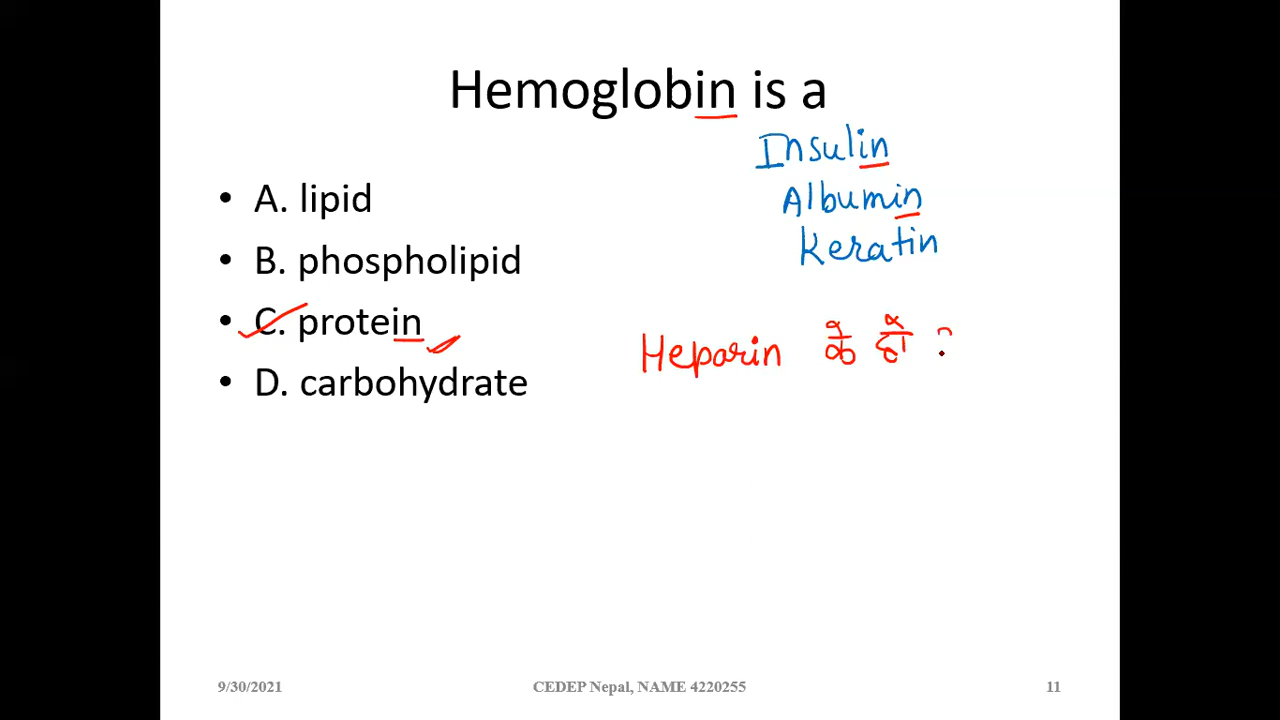 Hemoglobin is a
Insulin
Albumin
Keratin
• A. lipid
• B. phospholipid
• C. protein
• D. carbohydrate
Heparin के हो ?
9/30/2021
CEDEP Nepal, NAME 4220255
11